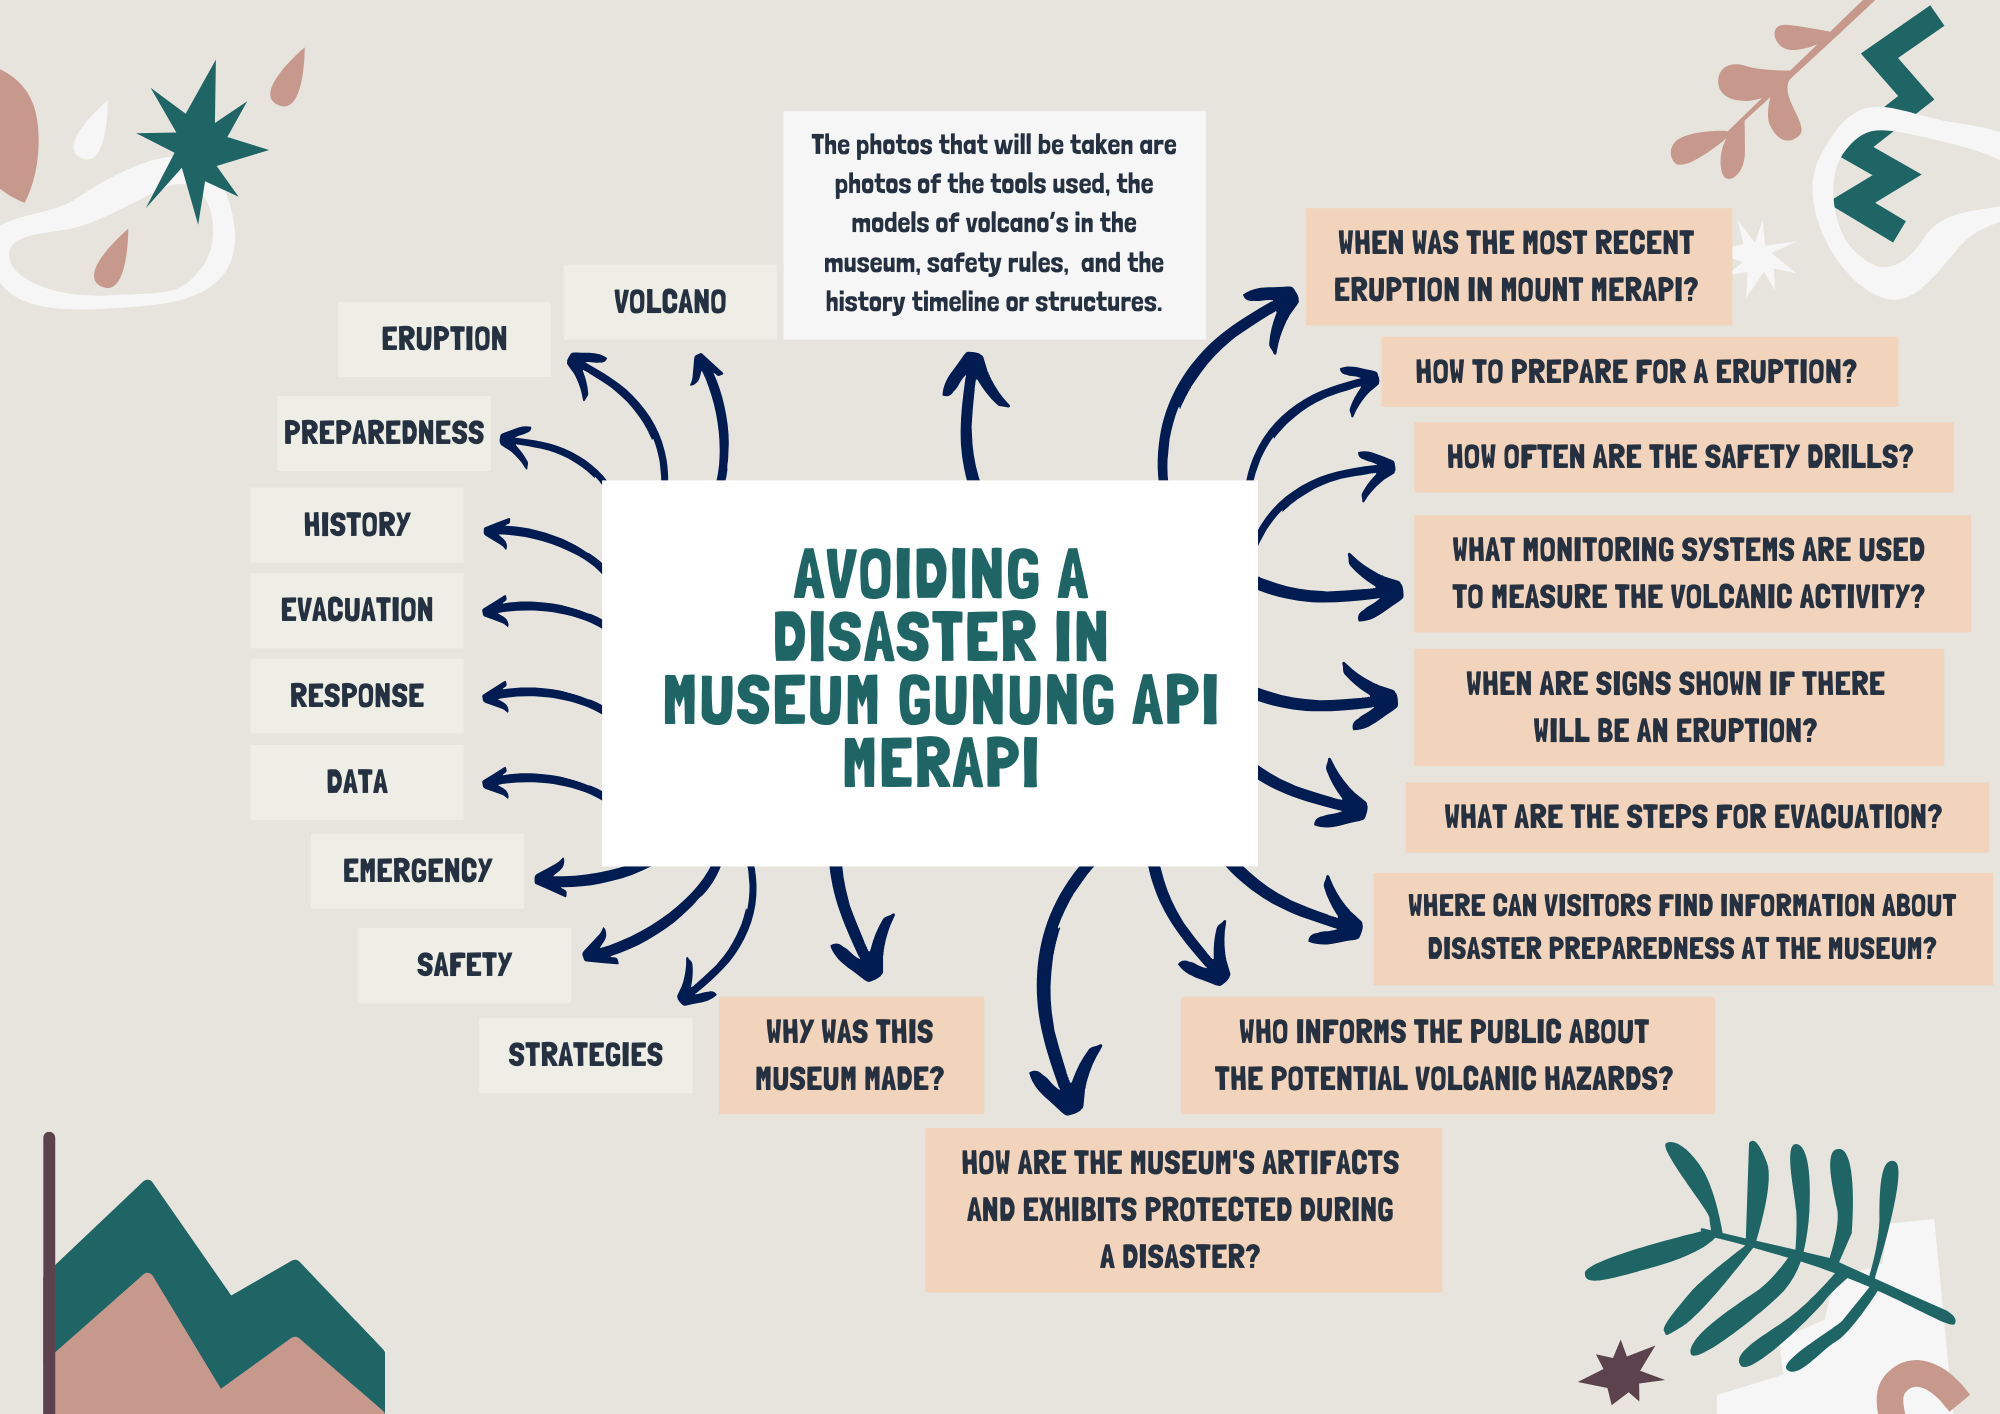 The photos that will be taken are
photos of the tools used, the
models of volcano's in the
museum, safety rules,  and the
history timeline or structures.
VOLCANO
ERUPTION
PREPAREDNESS
HISTORY
EVACUATION
RESPONSE
DATA
EMERGENCY
SAFETY
STRATEGIES
AVOIDING A
DISASTER IN
MUSEUM GUNUNG API
MERAPI
WHEN WAS THE MOST RECENT
ERUPTION IN MOUNT MERAPI?
HOW TO PREPARE FOR A ERUPTION?
HOW OFTEN ARE THE SAFETY DRILLS?
WHAT MONITORING SYSTEMS ARE USED
TO MEASURE THE VOLCANIC ACTIVITY?
WHEN ARE SIGNS SHOWN IF THERE
WILL BE AN ERUPTION?
WHAT ARE THE STEPS FOR EVACUATION?
WHERE CAN VISITORS FIND INFORMATION ABOUT
DISASTER PREPAREDNESS AT THE MUSEUM?
WHO INFORMS THE PUBLIC ABOUT
THE POTENTIAL VOLCANIC HAZARDS?
WHY WAS THIS
MUSEUM MADE?
HOW ARE THE MUSEUM'S ARTIFACTS
AND EXHIBITS PROTECTED DURING
A DISASTER?